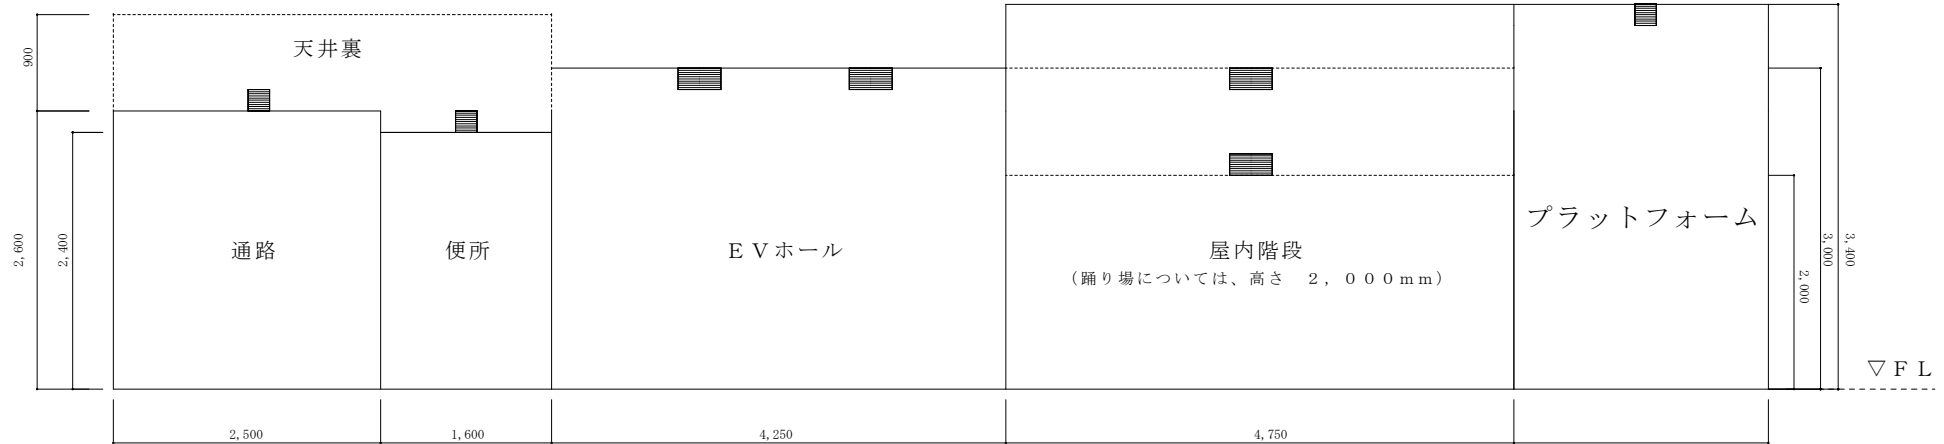 900
天井裏
2,600
2,400
通路
便所
ＥＶホール
屋内階段
（踊り場については、高さ　２，０００ｍｍ）
プラットフォーム
2,000
3,000
3,400
▽ＦＬ
2,500
1,600
4,250
4,750